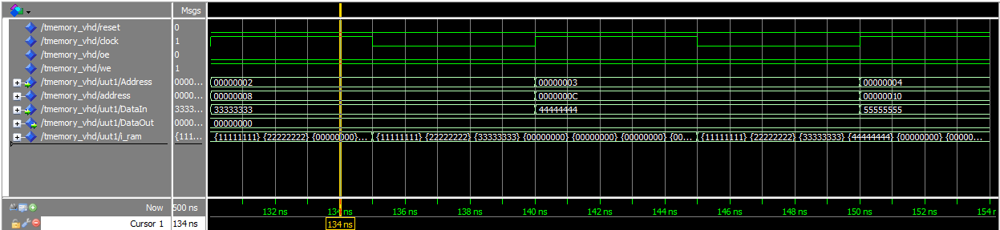 Msgs
/tmemory_vhd/reset 0
/tmemory_vhd/clock 1
/tmemory_vhd/oe 0
/tmemory_vhd/we 1
/tmemory_vhd/uut1/Address 0000... 00000002 00000003 00000004
/tmemory_vhd/address 0000... 00000008 0000000C 00000010
/tmemory_vhd/uut1/DataIn 3333... 33333333 44444444 55555555
/tmemory_vhd/uut1/DataOut 0000... 00000000
/tmemory_vhd/uut1/i_ram {111... {11111111} {22222222} {00000000}... {11111111} {22222222} {33333333} {00000000} {00000000} {00000000} {00... {11111111} {22222222} {33333333} {44444444} {00000000} {00000...
Now 500 ns 132 ns 134 ns 136 ns 138 ns 140 ns 142 ns 144 ns 146 ns 148 ns 150 ns 152 ns 154 r
Cursor 1 134 ns 134 ns